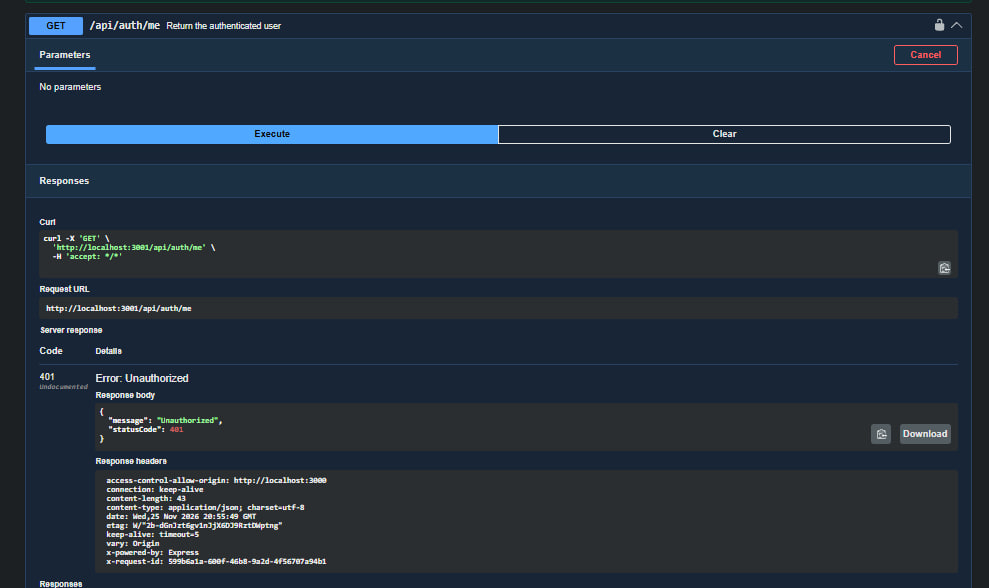 GET /api/auth/me Return the authenticated user
Parameters
Cancel
No parameters
Execute
Clear
Responses
Curl
curl -X 'GET' \
'http://localhost:3001/api/auth/me' \
-H 'accept: */*'
Request URL
http://localhost:3001/api/auth/me
Server response
Code Details
401 Error: Unauthorized
Undocumented
Response body
{
"message": "Unauthorized",
"statusCode": 401
}
Download
Response headers
access-control-allow-origin: http://localhost:3000
connection: keep-alive
content-length: 43
content-type: application/json; charset=utf-8
date: Wed,25 Nov 2026 20:55:49 GMT
etag: W/"2b-dGnJzt6gv1nJjX6DJ9RztDWptng"
keep-alive: timeout=5
vary: Origin
x-powered-by: Express
x-request-id: 599b6a1a-600f-46b8-9a2d-4f56707a94b1
Responses